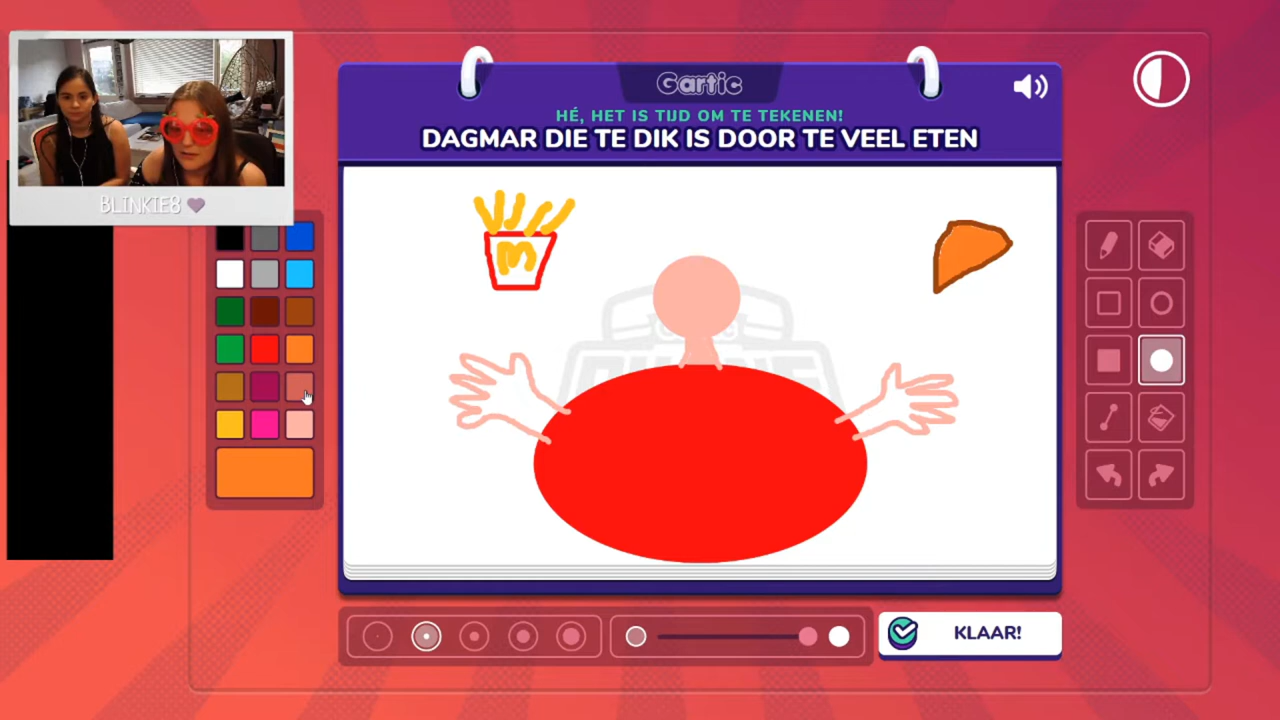 Gartic
HÉ, HET IS TIJD OM TE TEKENEN!
DAGMAR DIE TE DIK IS DOOR TE VEEL ETEN
BLINKIE8
m
KLAAR!